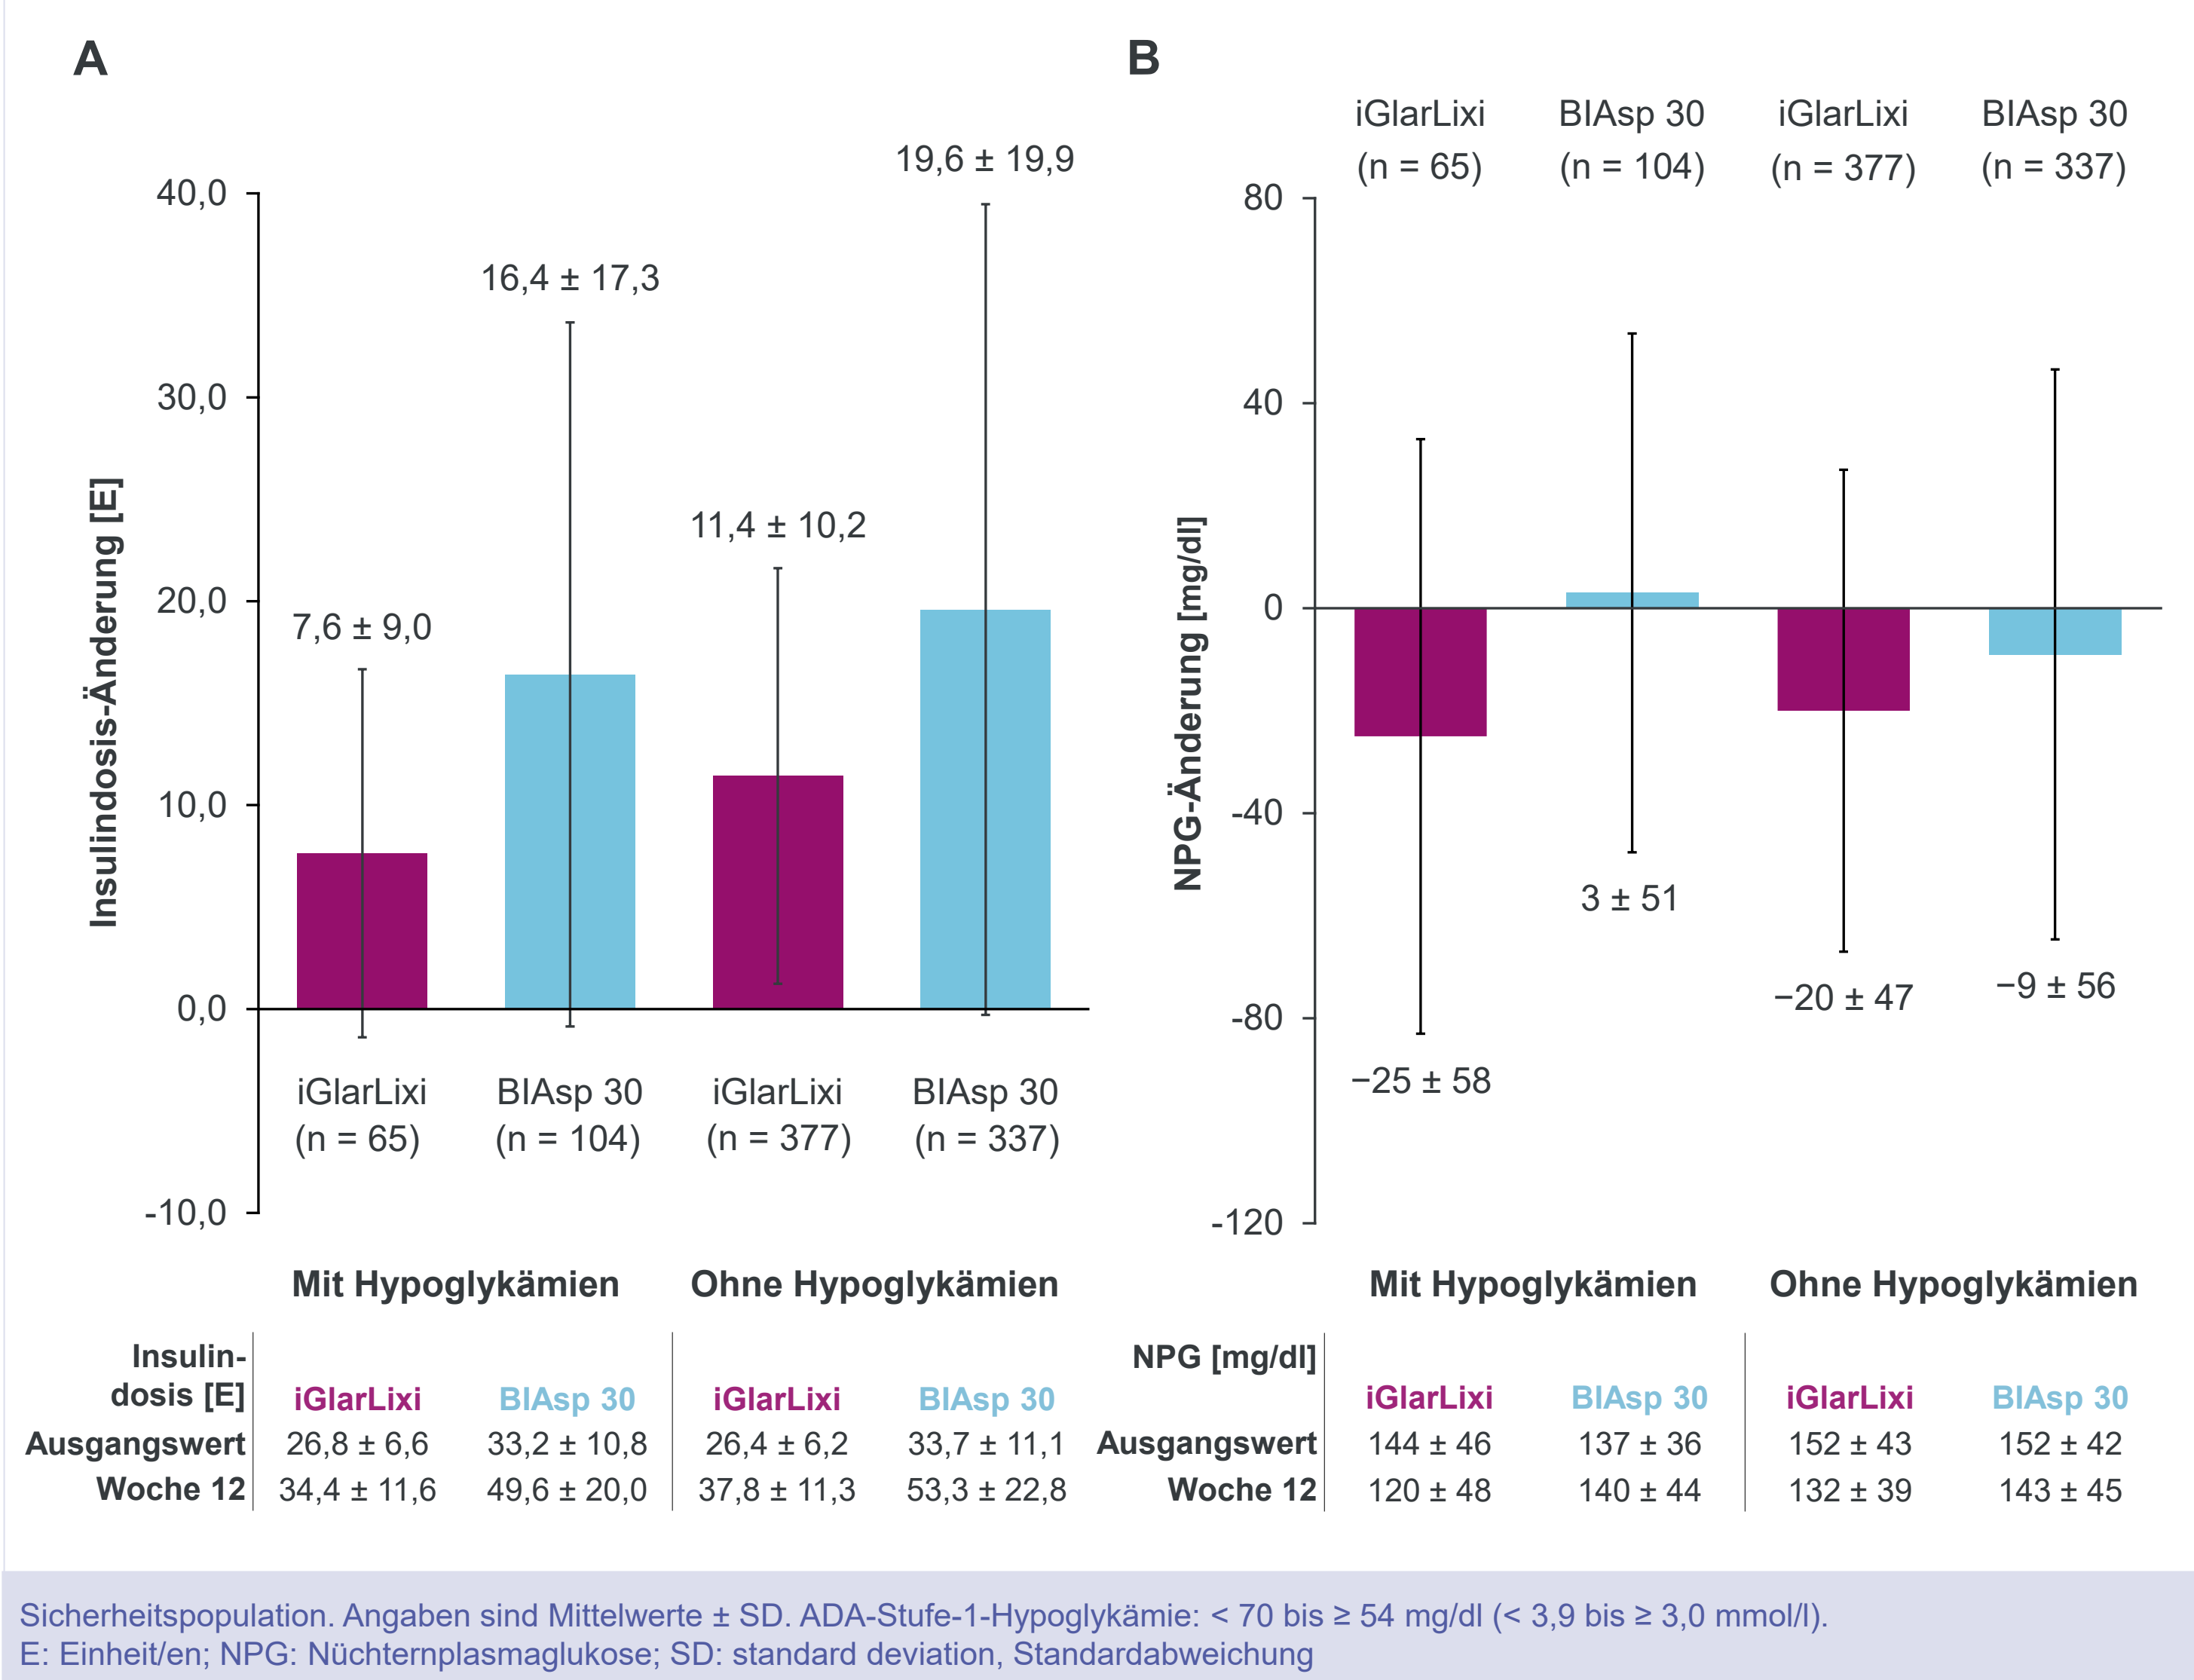 A
40,0
30,0
20,0
10,0
0,0
-10,0
Insulindosis-Änderung [E]
7,6 ± 9,0
16,4 ± 17,3
11,4 ± 10,2
19,6 ± 19,9
iGlarLixi BIAsp 30 iGlarLixi BIAsp 30
(n = 65) (n = 104) (n = 377) (n = 337)
Mit Hypoglykämien Ohne Hypoglykämien
Insulin-
dosis [E] iGlarLixi BIAsp 30 iGlarLixi BIAsp 30
Ausgangswert 26,8 ± 6,6 33,2 ± 10,8 26,4 ± 6,2 33,7 ± 11,1
Woche 12 34,4 ± 11,6 49,6 ± 20,0 37,8 ± 11,3 53,3 ± 22,8
B
iGlarLixi BIAsp 30 iGlarLixi BIAsp 30
(n = 65) (n = 104) (n = 377) (n = 337)
80
40
0
-40
-80
-120
NPG-Änderung [mg/dl]
−25 ± 58
3 ± 51
−20 ± 47
−9 ± 56
Mit Hypoglykämien Ohne Hypoglykämien
NPG [mg/dl]
iGlarLixi BIAsp 30 iGlarLixi BIAsp 30
Ausgangswert 144 ± 46 137 ± 36 152 ± 43 152 ± 42
Woche 12 120 ± 48 140 ± 44 132 ± 39 143 ± 45
Sicherheitspopulation. Angaben sind Mittelwerte ± SD. ADA-Stufe-1-Hypoglykämie: < 70 bis ≥ 54 mg/dl (< 3,9 bis ≥ 3,0 mmol/l).
E: Einheit/en; NPG: Nüchternplasmaglukose; SD: standard deviation, Standardabweichung